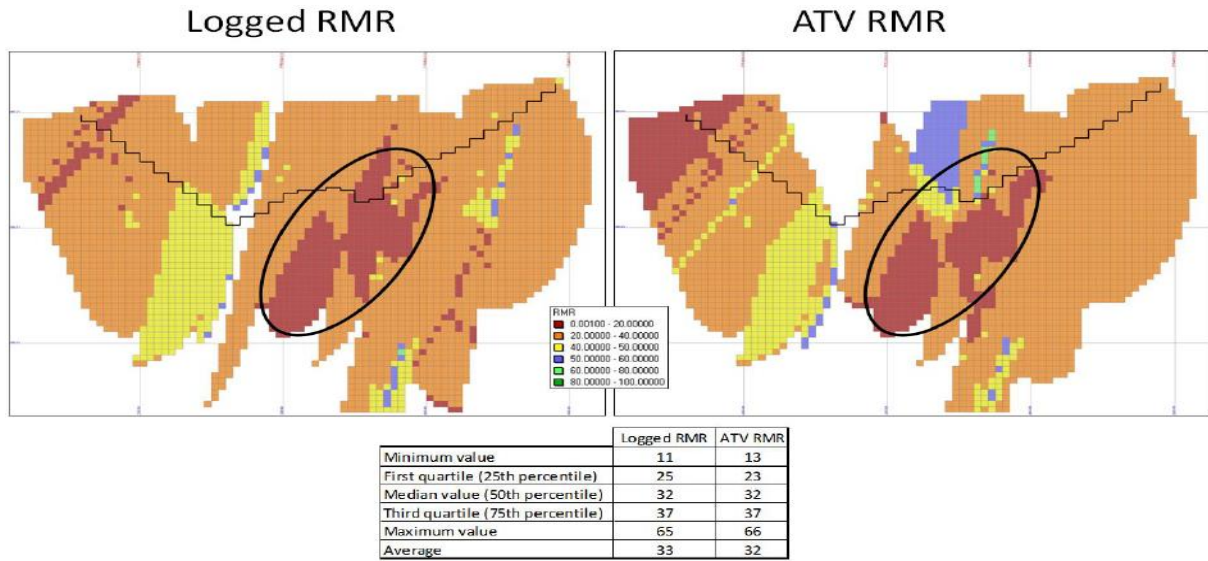 Logged RMR
ATV RMR
RMR
0.00100 - 20.00000
20.00000 - 40.00000
40.00000 - 50.00000
50.00000 - 60.00000
60.00000 - 80.00000
80.00000 - 100.00000
Logged RMR ATV RMR
Minimum value 11 13
First quartile (25th percentile) 25 23
Median value (50th percentile) 32 32
Third quartile (75th percentile) 37 37
Maximum value 65 66
Average 33 32